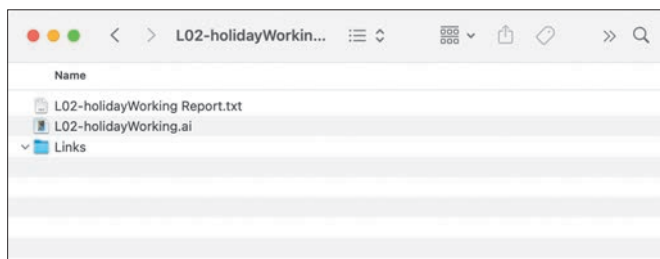 L02-holidayWorkin...
Name
L02-holidayWorking Report.txt
L02-holidayWorking.ai
Links